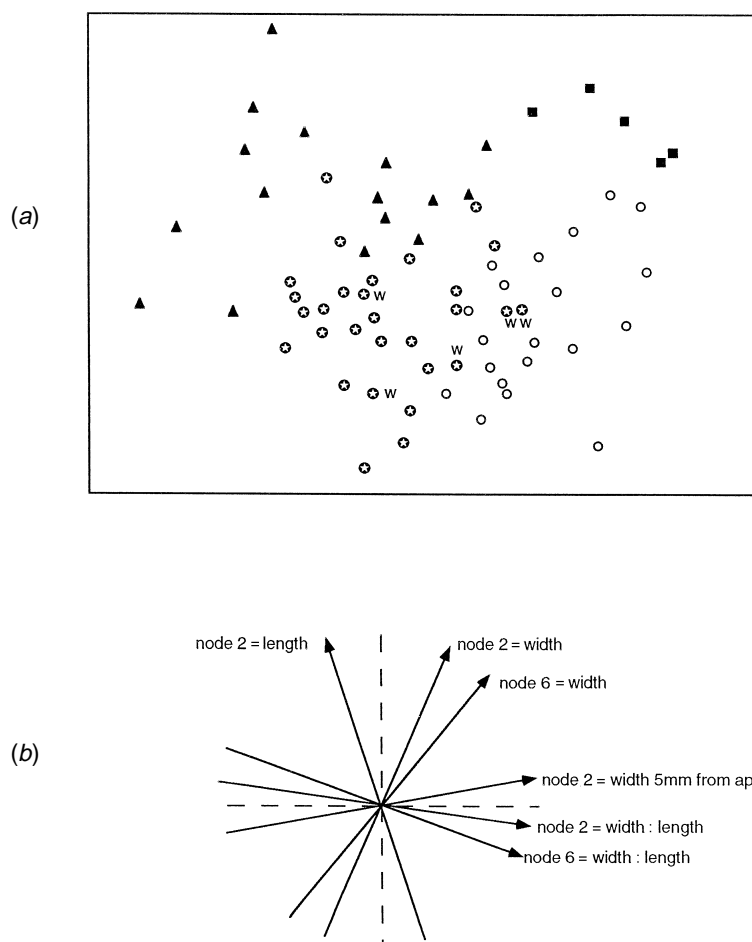 (a)
w
w w
w
w
node 2 = length
node 2 = width
node 6 = width
(b)
node 2 = width 5mm from ap
node 2 = width : length
node 6 = width : length